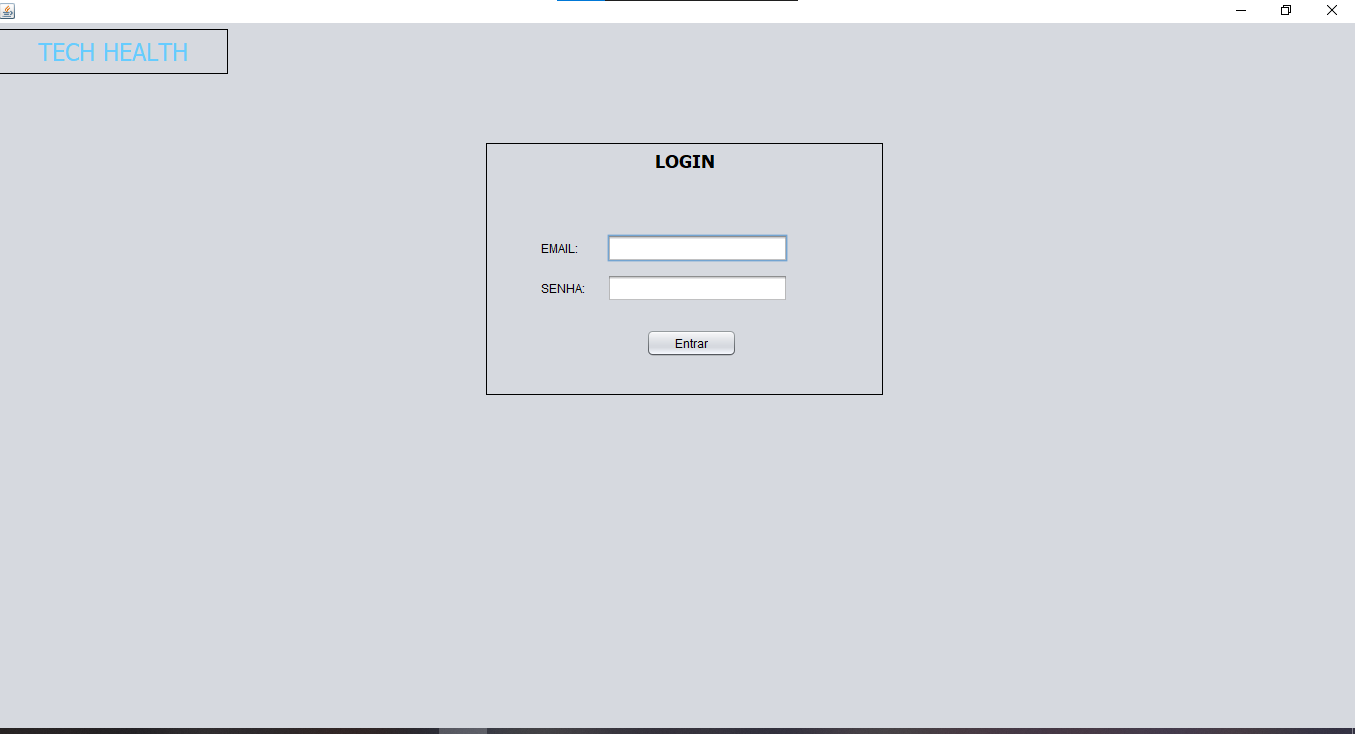 TECH HEALTH
LOGIN
EMAIL:
SENHA:
Entrar